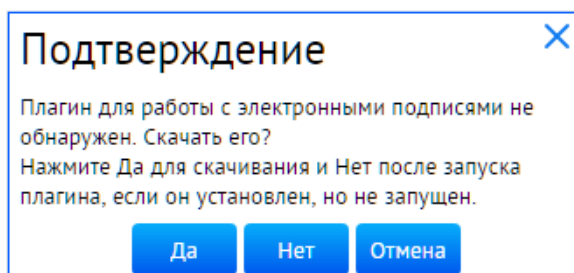 Подтверждение
Плагин для работы с электронными подписями не
обнаружен. Скачать его?
Нажмите Да для скачивания и Нет после запуска
плагина, если он установлен, но не запущен.
Да Нет Отмена